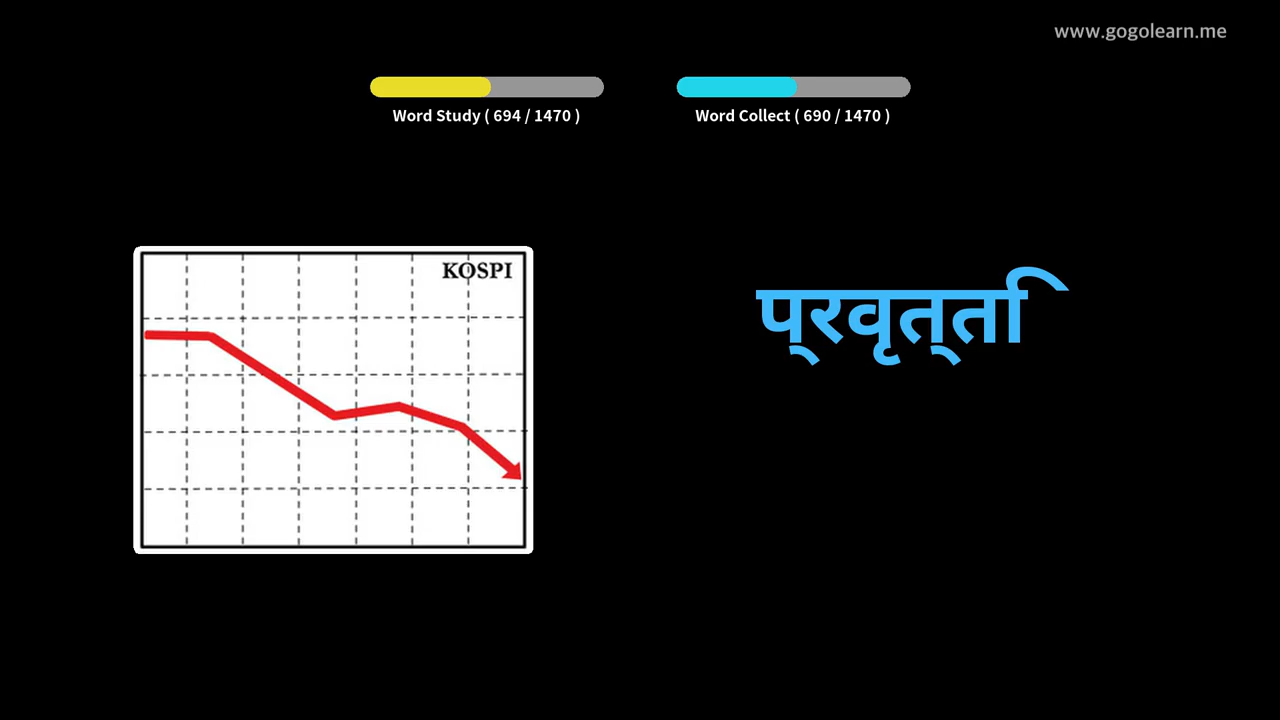 www.gogolearn.me
Word Study ( 694 / 1470 )
Word Collect ( 690 / 1470 )
KOSPI
प्रवृत्ति